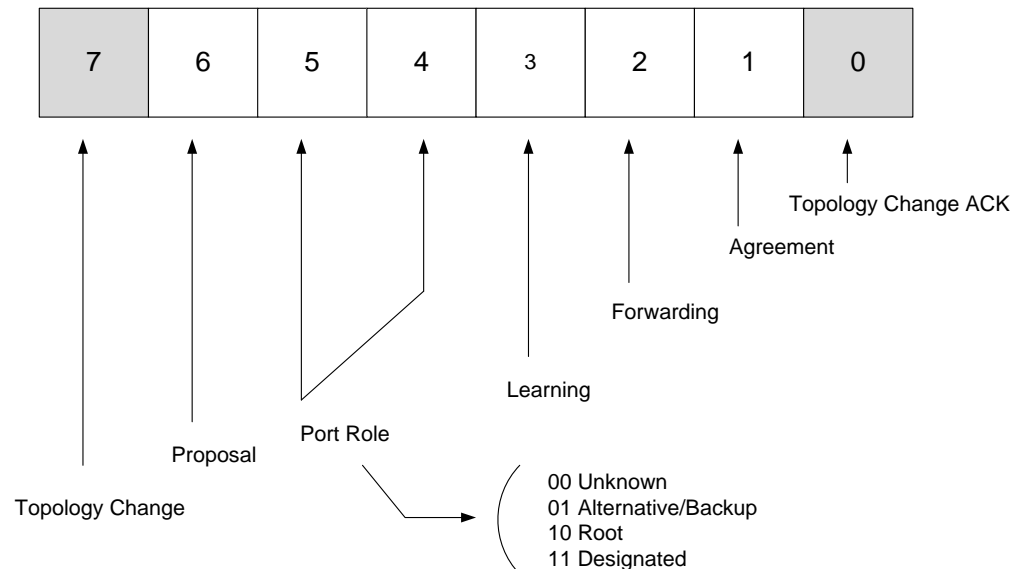 7 6 5 4 3 2 1 0
Topology Change ACK
Agreement
Forwarding
Learning
Port Role
Proposal
Topology Change
00 Unknown
01 Alternative/Backup
10 Root
11 Designated